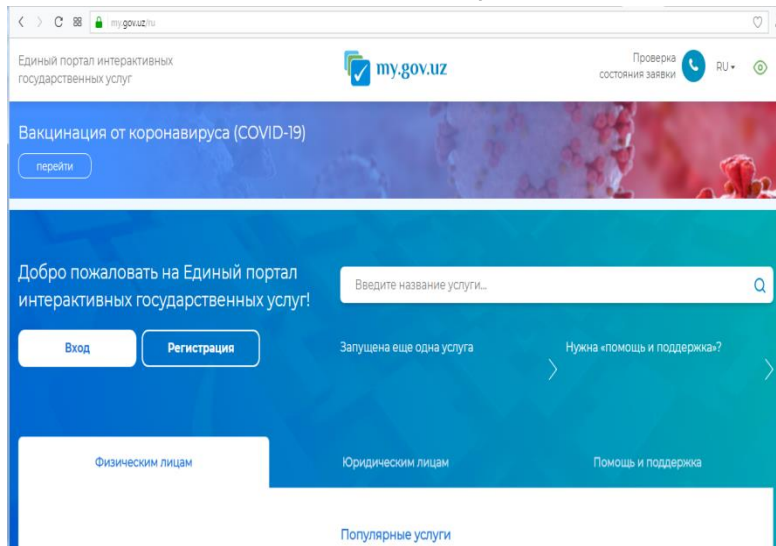 my.gov.uz/ru
Единый портал интерактивных
государственных услуг
my.gov.uz
Проверка
состояния заявки
RU
Вакцинация от коронавируса (COVID-19)
перейти
Добро пожаловать на Единый портал
интерактивных государственных услуг!
Введите название услуги...
Вход
Регистрация
Запущена еще одна услуга
Нужна «помощь и поддержка»?
Физическим лицам
Юридическим лицам
Помощь и поддержка
Популярные услуги